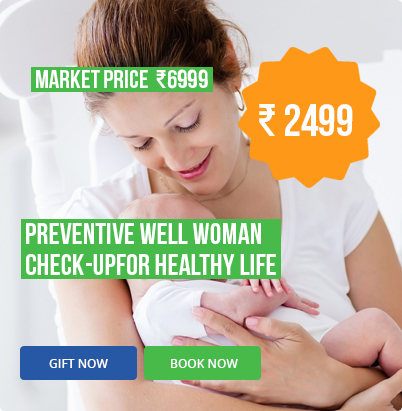 MARKET PRICE ₹6999
₹ 2499
PREVENTIVE WELL WOMAN
CHECK-UPFOR HEALTHY LIFE
GIFT NOW
BOOK NOW